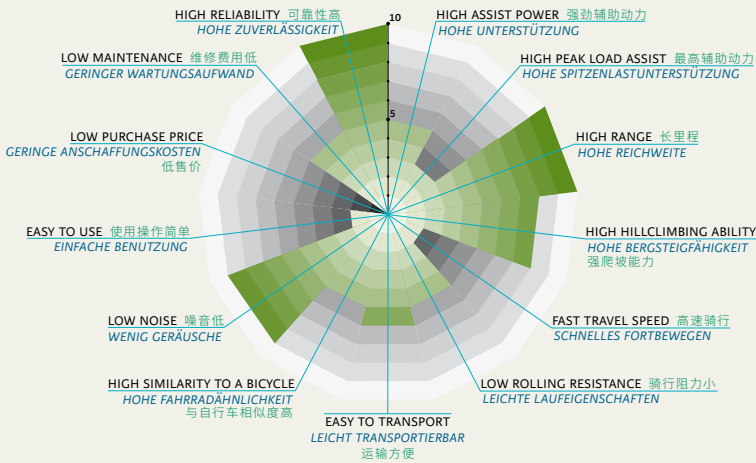 HIGH RELIABILITY 可靠性高
HOHE ZUVERLÄSSIGKEIT
10
HIGH ASSIST POWER 强劲辅助动力
HOHE UNTERSTÜTZUNG
LOW MAINTENANCE 维修费用低
GERINGER WARTUNGSAUFWAND
HIGH PEAK LOAD ASSIST 最高辅助动力
HOHE SPITZENLASTUNTERSTÜTZUNG
5
LOW PURCHASE PRICE
GERINGE ANSCHAFFUNGSKOSTEN
低售价
HIGH RANGE 长里程
HOHE REICHWEITE
EASY TO USE 使用操作简单
EINFACHE BENUTZUNG
HIGH HILLCLIMBING ABILITY
HOHE BERGSTEIGFÄHIGKEIT
强爬坡能力
LOW NOISE 噪音低
WENIG GERÄUSCHE
FAST TRAVEL SPEED 高速骑行
SCHNELLES FORTBEWEGEN
HIGH SIMILARITY TO A BICYCLE
HOHE FAHRRADÄHNLICHKEIT
与自行车相似度高
LOW ROLLING RESISTANCE 骑行阻力小
LEICHTE LAUFEIGENSCHAFTEN
EASY TO TRANSPORT
LEICHT TRANSPORTIERBAR
运输方便